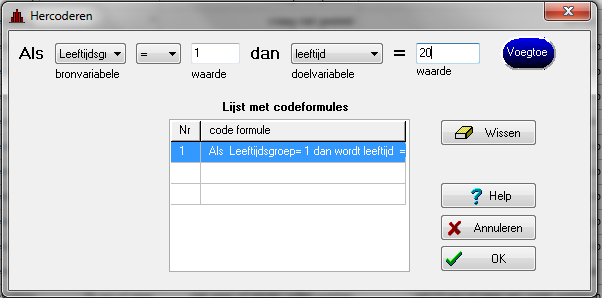 Hercoderen
Als Leeftijdsgr = 1 dan leeftijd = 20 Voegtoe
bronvariabele waarde doelvariabele waarde
Lijst met codeformules
Nr code formule
1 Als Leeftijdsgroep= 1 dan wordt leeftijd =
Wissen
Help
Annuleren
OK